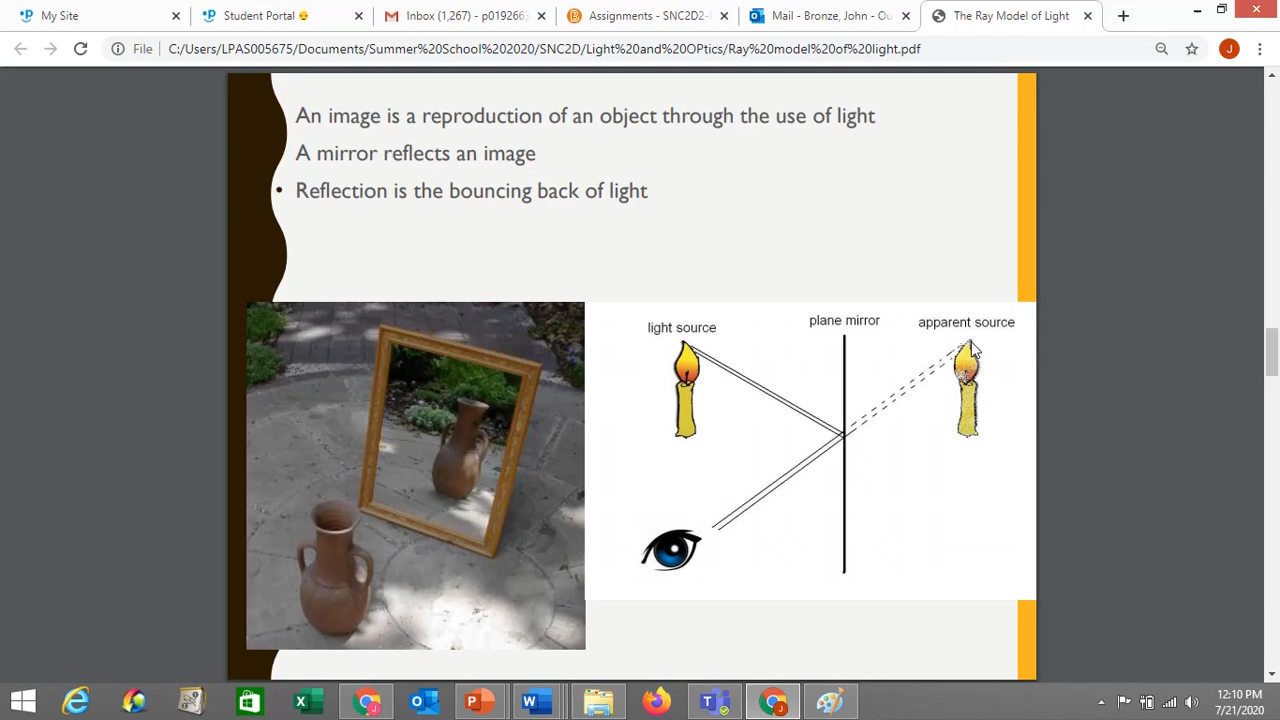 My Site
Student Portal
Inbox (1,267) - p0192663
Assignments - SNC2D2-
Mail - Bronze, John - Ou
The Ray Model of Light
File
C:/Users/LPAS005675/Documents/Summer%20School%202020/SNC2D/Light%20and%20OPtics/Ray%20model%20of%20light.pdf
J
An image is a reproduction of an object through the use of light
A mirror reflects an image
• Reflection is the bouncing back of light
light source
plane mirror
apparent source
12:10 PM
7/21/2020